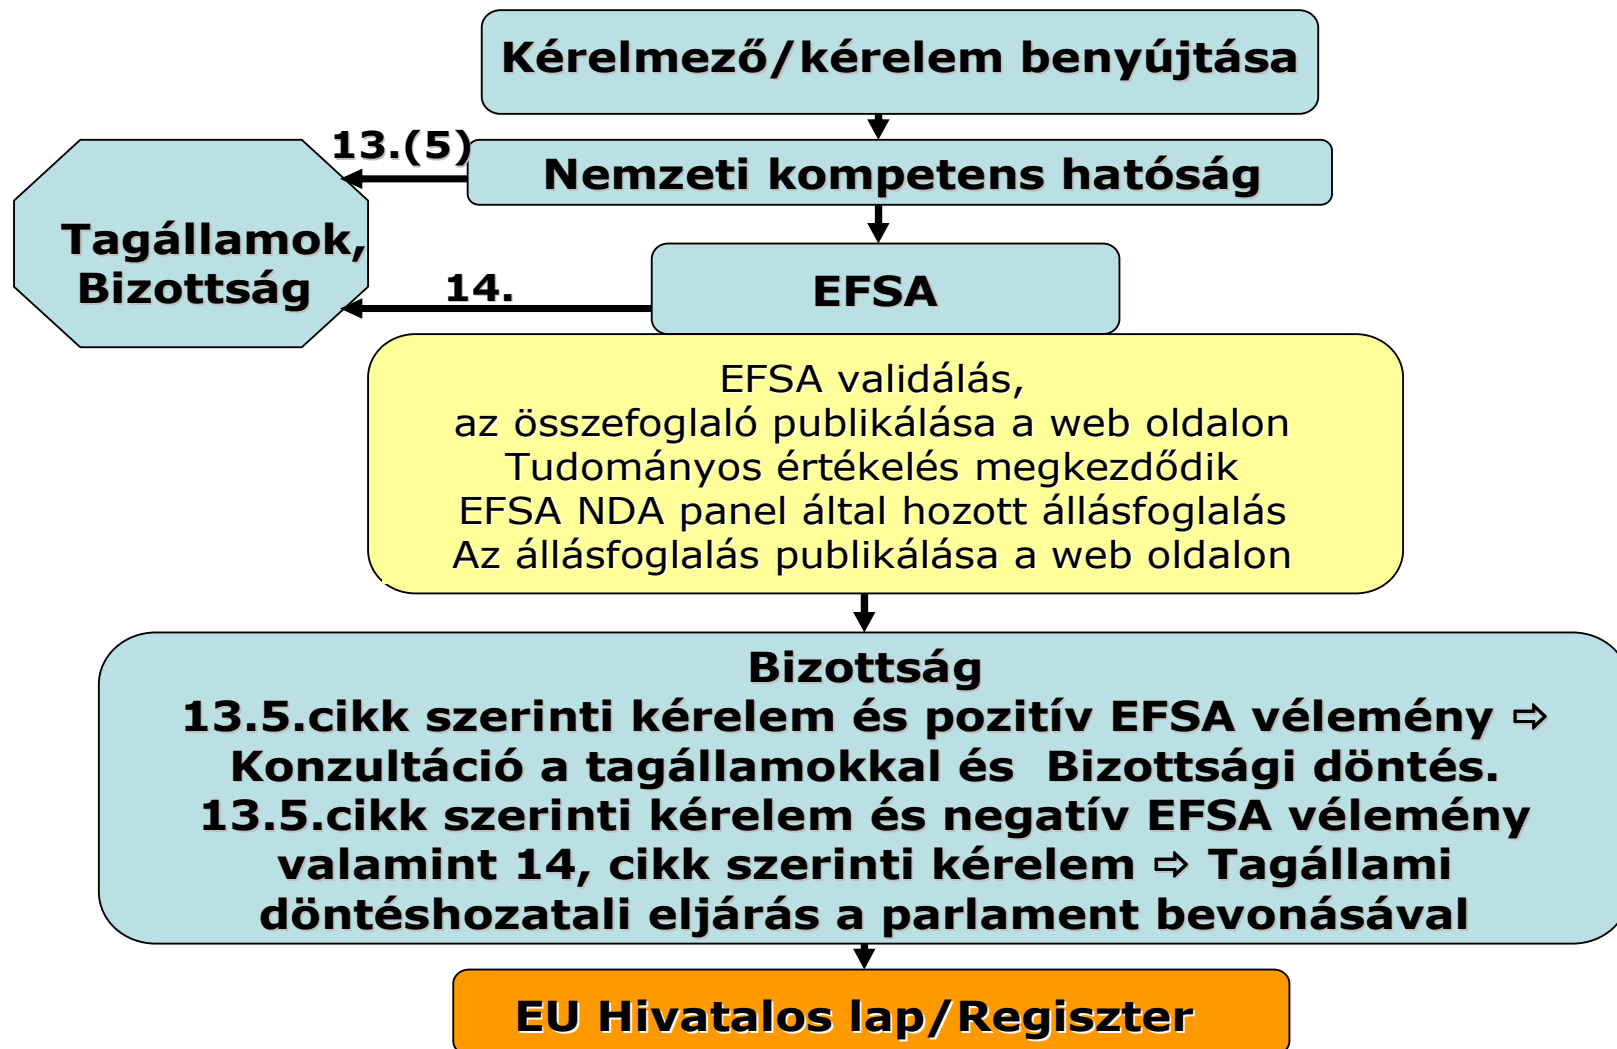 Kérelmező/kérelem benyújtása
13.(5)
Nemzeti kompetens hatóság
Tagállamok,
Bizottság
14.
EFSA
EFSA validálás,
az összefoglaló publikálása a web oldalon
Tudományos értékelés megkezdődik
EFSA NDA panel által hozott állásfoglalás
Az állásfoglalás publikálása a web oldalon
Bizottság
13.5.cikk szerinti kérelem és pozitív EFSA vélemény ⇨
Konzultáció a tagállamokkal és Bizottsági döntés.
13.5.cikk szerinti kérelem és negatív EFSA vélemény
valamint 14, cikk szerinti kérelem ⇨ Tagállami
döntéshozatali eljárás a parlament bevonásával
EU Hivatalos lap/Regiszter